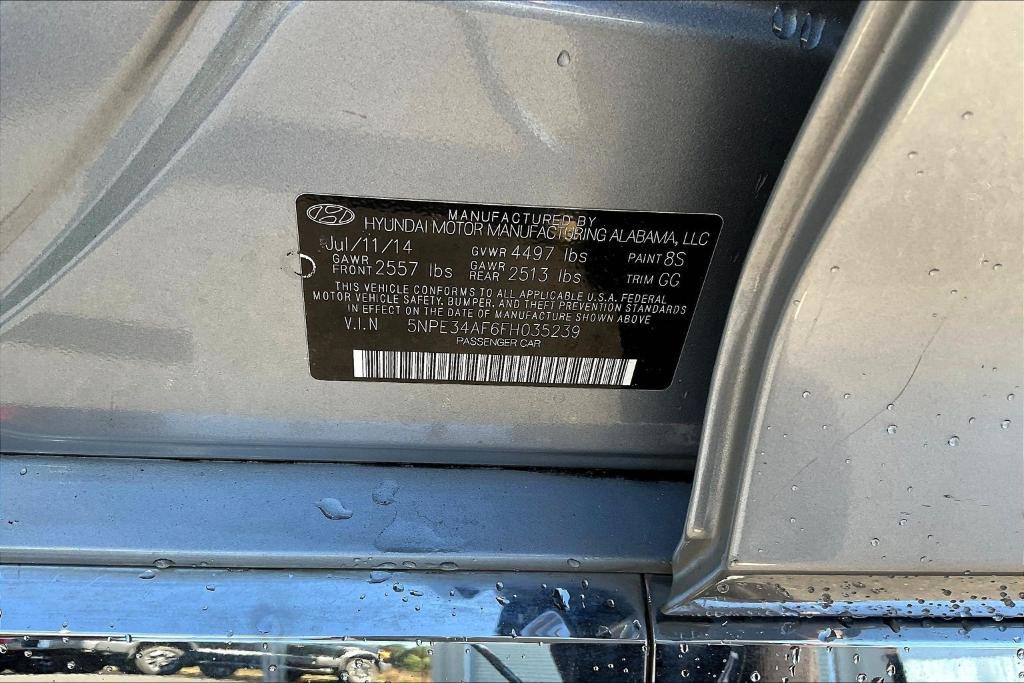 MANUFACTURED BY
HYUNDAI MOTOR MANUFACTURING ALABAMA, LLC
Jul/11/14 GVWR 4497 lbs PAINT 8S
GAWR FRONT 2557 lbs GAWR REAR 2513 lbs TRIM GG
THIS VEHICLE CONFORMS TO ALL APPLICABLE U.S.A. FEDERAL
MOTOR VEHICLE SAFETY, BUMPER, AND THEFT PREVENTION STANDARDS
IN EFFECT ON THE DATE OF MANUFACTURE SHOWN ABOVE
V.I.N 5NPE34AF6FH035239
PASSENGER CAR